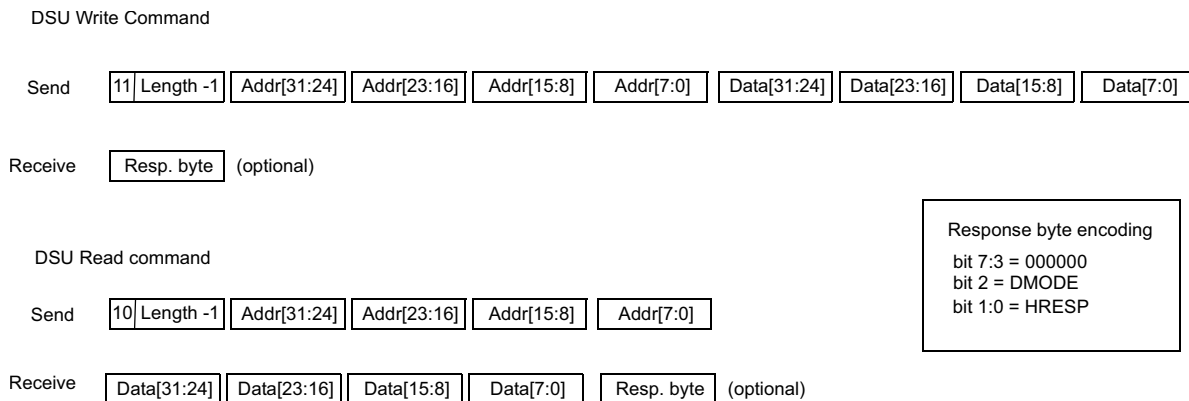 DSU Write Command
Send 11 Length -1 Addr[31:24] Addr[23:16] Addr[15:8] Addr[7:0] Data[31:24] Data[23:16] Data[15:8] Data[7:0]
Receive Resp. byte (optional)
Response byte encoding
bit 7:3 = 000000
bit 2 = DMODE
bit 1:0 = HRESP
DSU Read command
Send 10 Length -1 Addr[31:24] Addr[23:16] Addr[15:8] Addr[7:0]
Receive Data[31:24] Data[23:16] Data[15:8] Data[7:0] Resp. byte (optional)